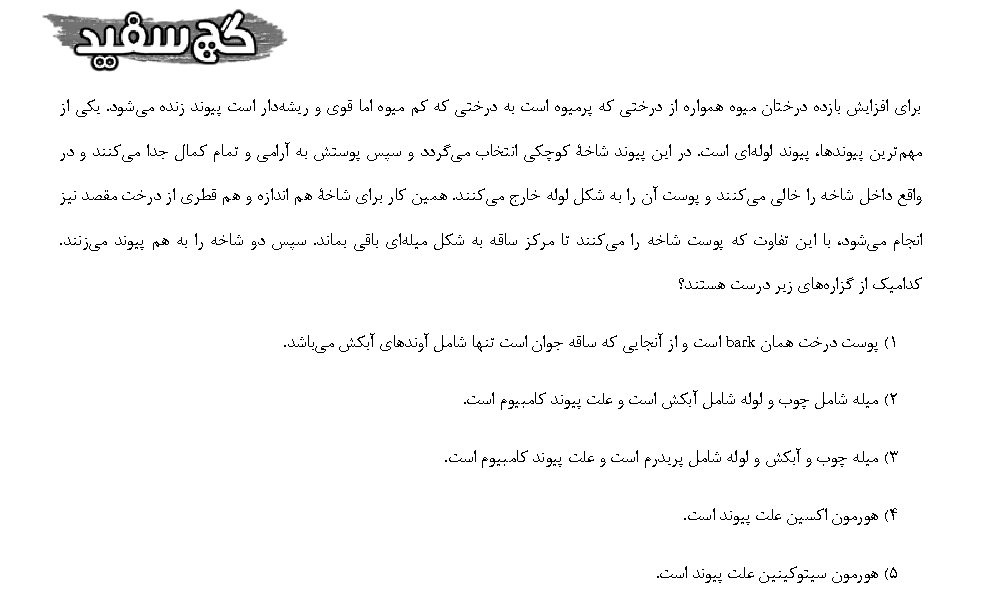 گچ سفید
برای افزایش بازده درختان میوه همواره از درختی که پرمیوه است به درختی که کم میوه اما قوی و ریشه‌دار است پیوند زنده می‌شود. یکی از
مهم‌ترین پیوندها، پیوند لوله‌ای است. در این پیوند شاخهٔ کوچکی انتخاب می‌گردد و سپس پوستش به آرامی و تمام کمال جدا می‌کنند و در
واقع داخل شاخه را خالی می‌کنند و پوست آن را به شکل لوله خارج می‌کنند. همین کار برای شاخهٔ هم اندازه و هم قطری از درخت مقصد نیز
انجام می‌شود، با این تفاوت که پوست شاخه را می‌کنند تا مرکز ساقه به شکل میله‌ای باقی بماند. سپس دو شاخه را به هم پیوند می‌زنند.
کدامیک از گزاره‌های زیر درست هستند؟
۱) پوست درخت همان bark است و از آنجایی که ساقه جوان است تنها شامل آوندهای آبکش می‌باشد.
۲) میله شامل چوب و لوله شامل آبکش است و علت پیوند کامبیوم است.
۳) میله چوب و آبکش و لوله شامل پریدرم است و علت پیوند کامبیوم است.
۴) هورمون اکسین علت پیوند است.
۵) هورمون سیتوکینین علت پیوند است.